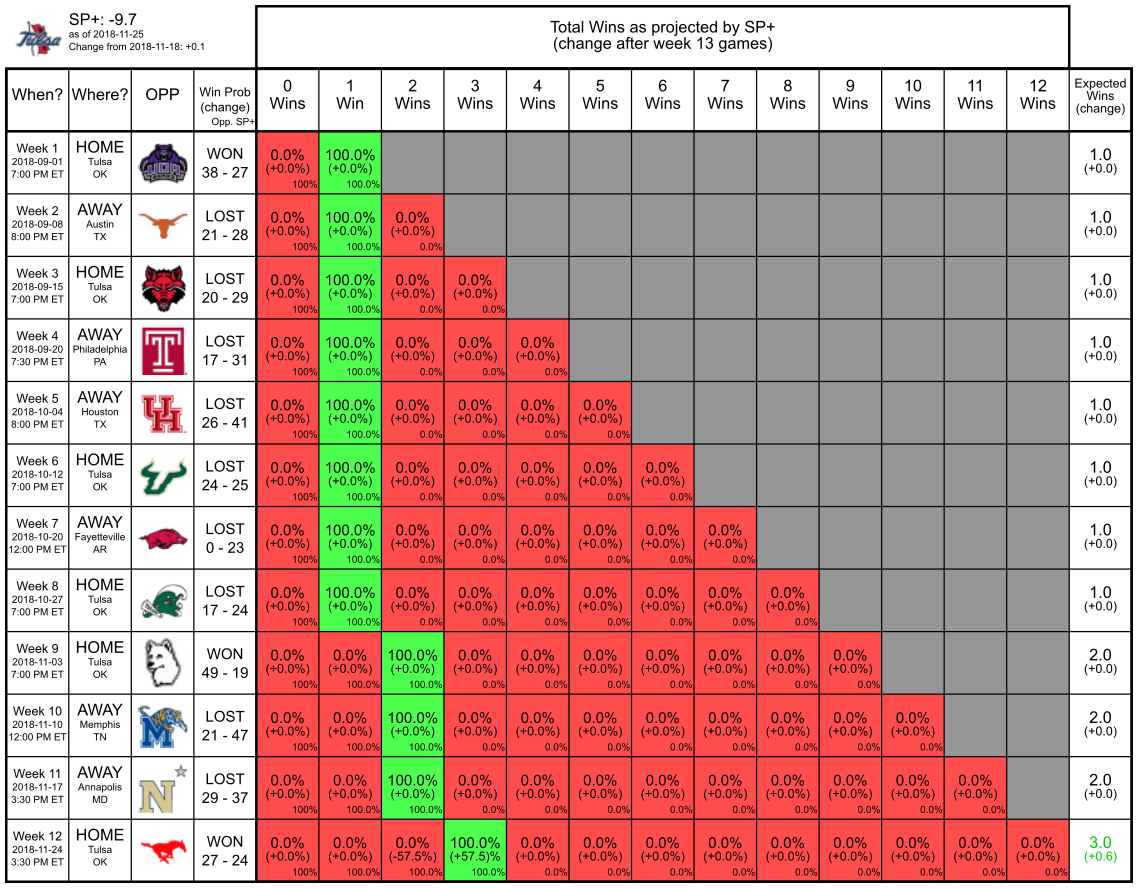 Tulsa
SP+: -9.7
as of 2018-11-25
Change from 2018-11-18: +0.1
Total Wins as projected by SP+
(change after week 13 games)
When? Where? OPP Win Prob (change) Opp. SP+ 0 Wins 1 Win 2 Wins 3 Wins 4 Wins 5 Wins 6 Wins 7 Wins 8 Wins 9 Wins 10 Wins 11 Wins 12 Wins Expected Wins (change)
Week 1 HOME UCA WON 0.0% 100.0% 1.0
2018-09-01 Tulsa (+0.0%) (+0.0%) (+0.0)
7:00 PM ET OK 38 - 27 100% 100.0%
Week 2 AWAY LOST 0.0% 100.0% 0.0% 1.0
2018-09-08 Austin (+0.0%) (+0.0%) (+0.0%) (+0.0)
8:00 PM ET TX 21 - 28 100% 100.0% 0.0%
Week 3 HOME LOST 0.0% 100.0% 0.0% 0.0% 1.0
2018-09-15 Tulsa (+0.0%) (+0.0%) (+0.0%) (+0.0%) (+0.0)
7:00 PM ET OK 20 - 29 100% 100.0% 0.0% 0.0%
Week 4 AWAY T LOST 0.0% 100.0% 0.0% 0.0% 0.0% 1.0
2018-09-20 Philadelphia (+0.0%) (+0.0%) (+0.0%) (+0.0%) (+0.0%) (+0.0)
7:30 PM ET PA 17 - 31 100% 100.0% 0.0% 0.0% 0.0%
Week 5 AWAY UH LOST 0.0% 100.0% 0.0% 0.0% 0.0% 0.0% 1.0
2018-10-04 Houston (+0.0%) (+0.0%) (+0.0%) (+0.0%) (+0.0%) (+0.0%) (+0.0)
8:00 PM ET TX 26 - 41 100% 100.0% 0.0% 0.0% 0.0% 0.0%
Week 6 HOME LOST 0.0% 100.0% 0.0% 0.0% 0.0% 0.0% 0.0% 1.0
2018-10-12 Tulsa (+0.0%) (+0.0%) (+0.0%) (+0.0%) (+0.0%) (+0.0%) (+0.0%) (+0.0)
7:00 PM ET OK 24 - 25 100% 100.0% 0.0% 0.0% 0.0% 0.0% 0.0%
Week 7 AWAY LOST 0.0% 100.0% 0.0% 0.0% 0.0% 0.0% 0.0% 0.0% 1.0
2018-10-20 Fayetteville (+0.0%) (+0.0%) (+0.0%) (+0.0%) (+0.0%) (+0.0%) (+0.0%) (+0.0%) (+0.0)
12:00 PM ET AR 0 - 23 100% 100.0% 0.0% 0.0% 0.0% 0.0% 0.0% 0.0%
Week 8 HOME LOST 0.0% 100.0% 0.0% 0.0% 0.0% 0.0% 0.0% 0.0% 0.0% 1.0
2018-10-27 Tulsa (+0.0%) (+0.0%) (+0.0%) (+0.0%) (+0.0%) (+0.0%) (+0.0%) (+0.0%) (+0.0%) (+0.0)
7:00 PM ET OK 17 - 24 100% 100.0% 0.0% 0.0% 0.0% 0.0% 0.0% 0.0% 0.0%
Week 9 HOME WON 0.0% 0.0% 100.0% 0.0% 0.0% 0.0% 0.0% 0.0% 0.0% 0.0% 2.0
2018-11-03 Tulsa (+0.0%) (+0.0%) (+0.0%) (+0.0%) (+0.0%) (+0.0%) (+0.0%) (+0.0%) (+0.0%) (+0.0%) (+0.0)
7:00 PM ET OK 49 - 19 100% 100.0% 100.0% 0.0% 0.0% 0.0% 0.0% 0.0% 0.0% 0.0%
Week 10 AWAY M LOST 0.0% 0.0% 100.0% 0.0% 0.0% 0.0% 0.0% 0.0% 0.0% 0.0% 0.0% 2.0
2018-11-10 Memphis (+0.0%) (+0.0%) (+0.0%) (+0.0%) (+0.0%) (+0.0%) (+0.0%) (+0.0%) (+0.0%) (+0.0%) (+0.0%) (+0.0)
12:00 PM ET TN 21 - 47 100% 100.0% 100.0% 0.0% 0.0% 0.0% 0.0% 0.0% 0.0% 0.0% 0.0%
Week 11 AWAY N LOST 0.0% 0.0% 100.0% 0.0% 0.0% 0.0% 0.0% 0.0% 0.0% 0.0% 0.0% 0.0% 2.0
2018-11-17 Annapolis (+0.0%) (+0.0%) (+0.0%) (+0.0%) (+0.0%) (+0.0%) (+0.0%) (+0.0%) (+0.0%) (+0.0%) (+0.0%) (+0.0%) (+0.0)
3:30 PM ET MD 29 - 37 100% 100.0% 100.0% 0.0% 0.0% 0.0% 0.0% 0.0% 0.0% 0.0% 0.0% 0.0%
Week 12 HOME WON 0.0% 0.0% 0.0% 100.0% 0.0% 0.0% 0.0% 0.0% 0.0% 0.0% 0.0% 0.0% 0.0% 3.0
2018-11-24 Tulsa (+0.0%) (+0.0%) (-57.5%) (+57.5)% (+0.0%) (+0.0%) (+0.0%) (+0.0%) (+0.0%) (+0.0%) (+0.0%) (+0.0%) (+0.0%) (+0.6)
3:30 PM ET OK 27 - 24 100% 100.0% 100.0% 100.0% 0.0% 0.0% 0.0% 0.0% 0.0% 0.0% 0.0% 0.0% 0.0%